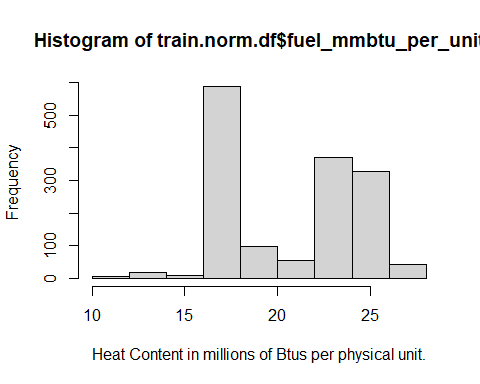 Histogram of train.norm.df$fuel_mmbtu_per_unit
Frequency
500
300
100
0
10 15 20 25
Heat Content in millions of Btus per physical unit.